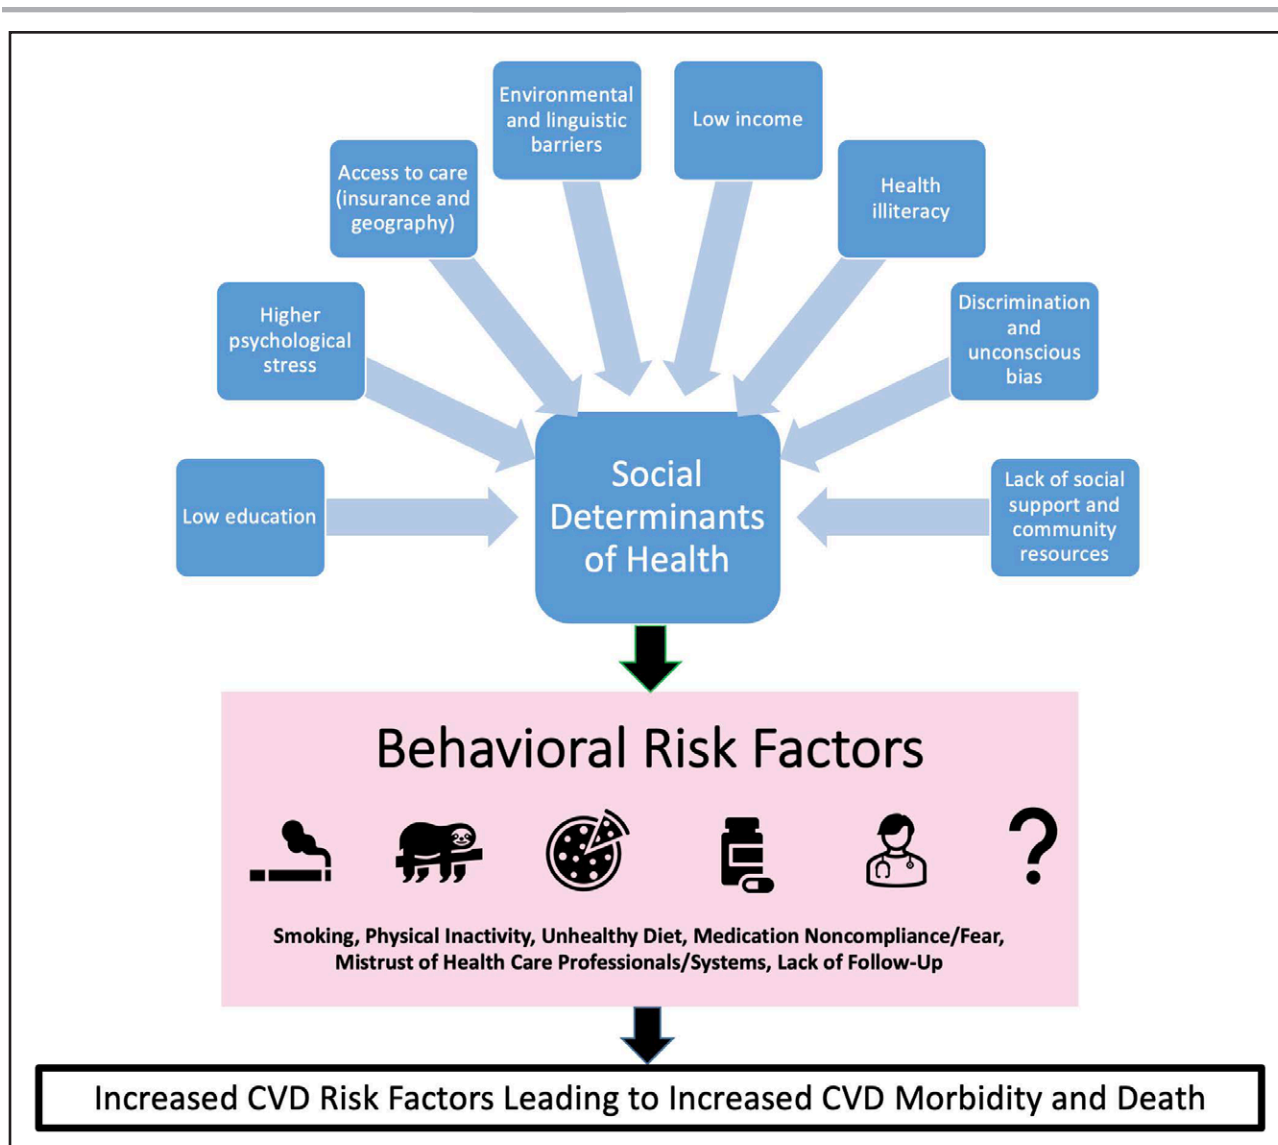 Environmental
and linguistic
barriers
Low income
Access to care
(insurance and
geography)
Health
illiteracy
Higher
psychological
stress
Discrimination
and
unconscious
bias
Low education
Social
Determinants
of Health
Lack of social
support and
community
resources
Behavioral Risk Factors
?
Smoking, Physical Inactivity, Unhealthy Diet, Medication Noncompliance/Fear,
Mistrust of Health Care Professionals/Systems, Lack of Follow-Up
Increased CVD Risk Factors Leading to Increased CVD Morbidity and Death